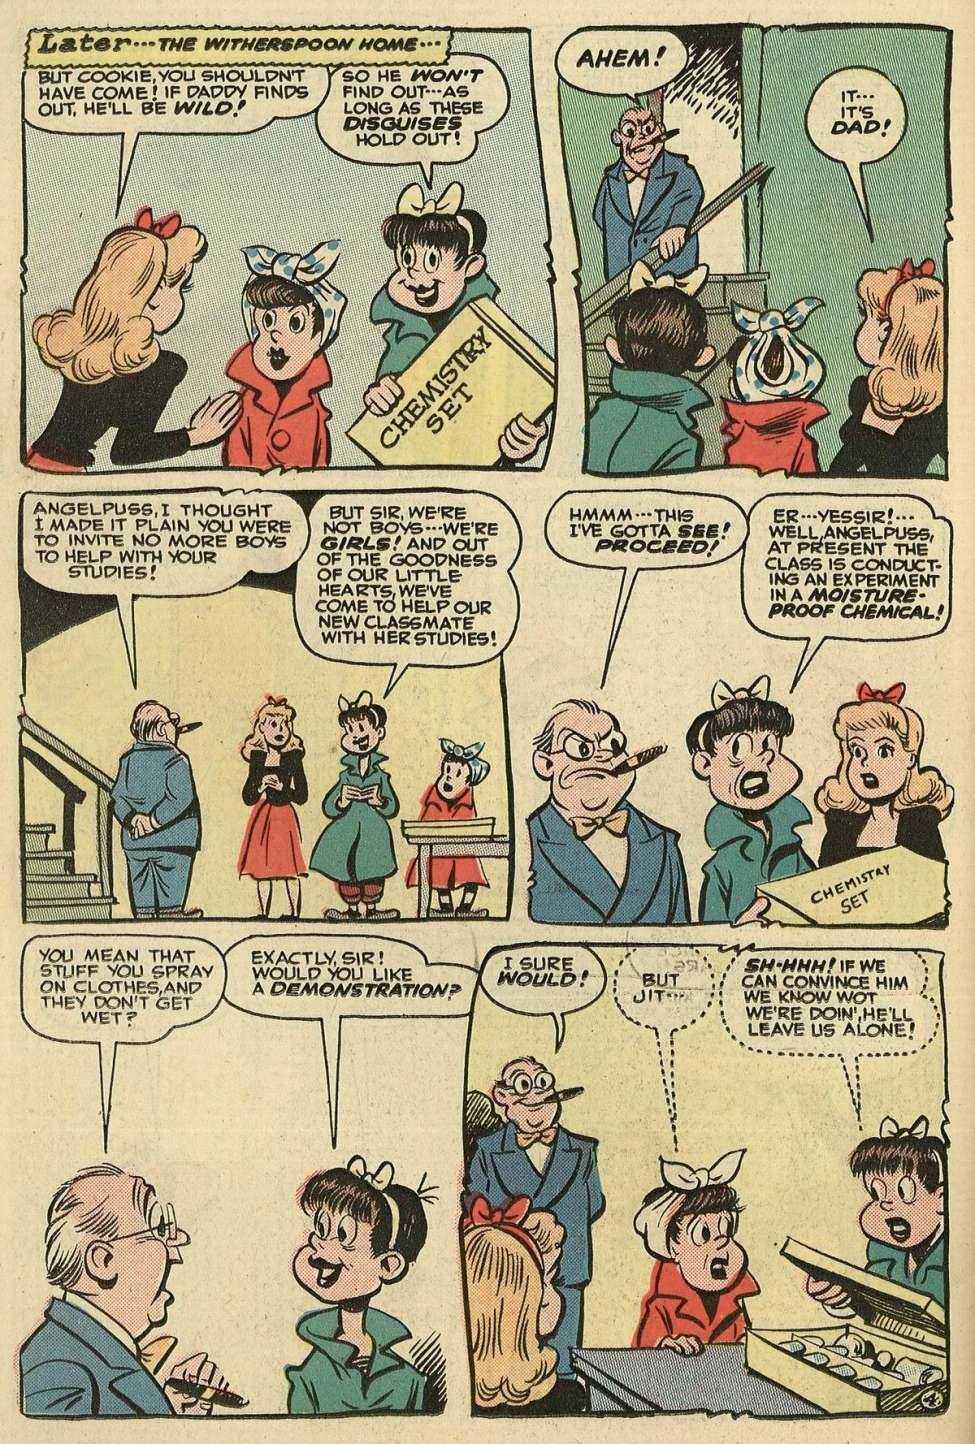 Later---THE WITHERSPOON HOME---
BUT COOKIE, YOU SHOULDN'T
HAVE COME! IF DADDY FINDS
OUT, HE'LL BE WILD!
SO HE WON'T
FIND OUT---AS
LONG AS THESE
DISGUISES
HOLD OUT!
CHEMISTRY
SET
AHEM!
IT---
IT'S
DAD!
ANGELPUSS, I THOUGHT
I MADE IT PLAIN YOU WERE
TO INVITE NO MORE BOYS
TO HELP WITH YOUR
STUDIES!
BUT SIR, WE'RE
NOT BOYS---WE'RE
GIRLS! AND OUT
OF THE GOODNESS
OF OUR LITTLE
HEARTS, WE'VE
COME TO HELP OUR
NEW CLASSMATE
WITH HER STUDIES!
HMMM---THIS
I'VE GOTTA SEE!
PROCEED!
ER---YESSIR!---
WELL, ANGELPUSS,
AT PRESENT THE
CLASS IS CONDUCT-
ING AN EXPERIMENT
IN A MOISTURE-
PROOF CHEMICAL!
CHEMISTRY
SET
YOU MEAN THAT
STUFF YOU SPRAY
ON CLOTHES, AND
THEY DON'T GET
WET?
EXACTLY, SIR!
WOULD YOU LIKE
A DEMONSTRATION?
I SURE
WOULD!
BUT
JIT---
SH-HHH! IF WE
CAN CONVINCE HIM
WE KNOW WOT
WE'RE DOIN', HE'LL
LEAVE US ALONE!
4